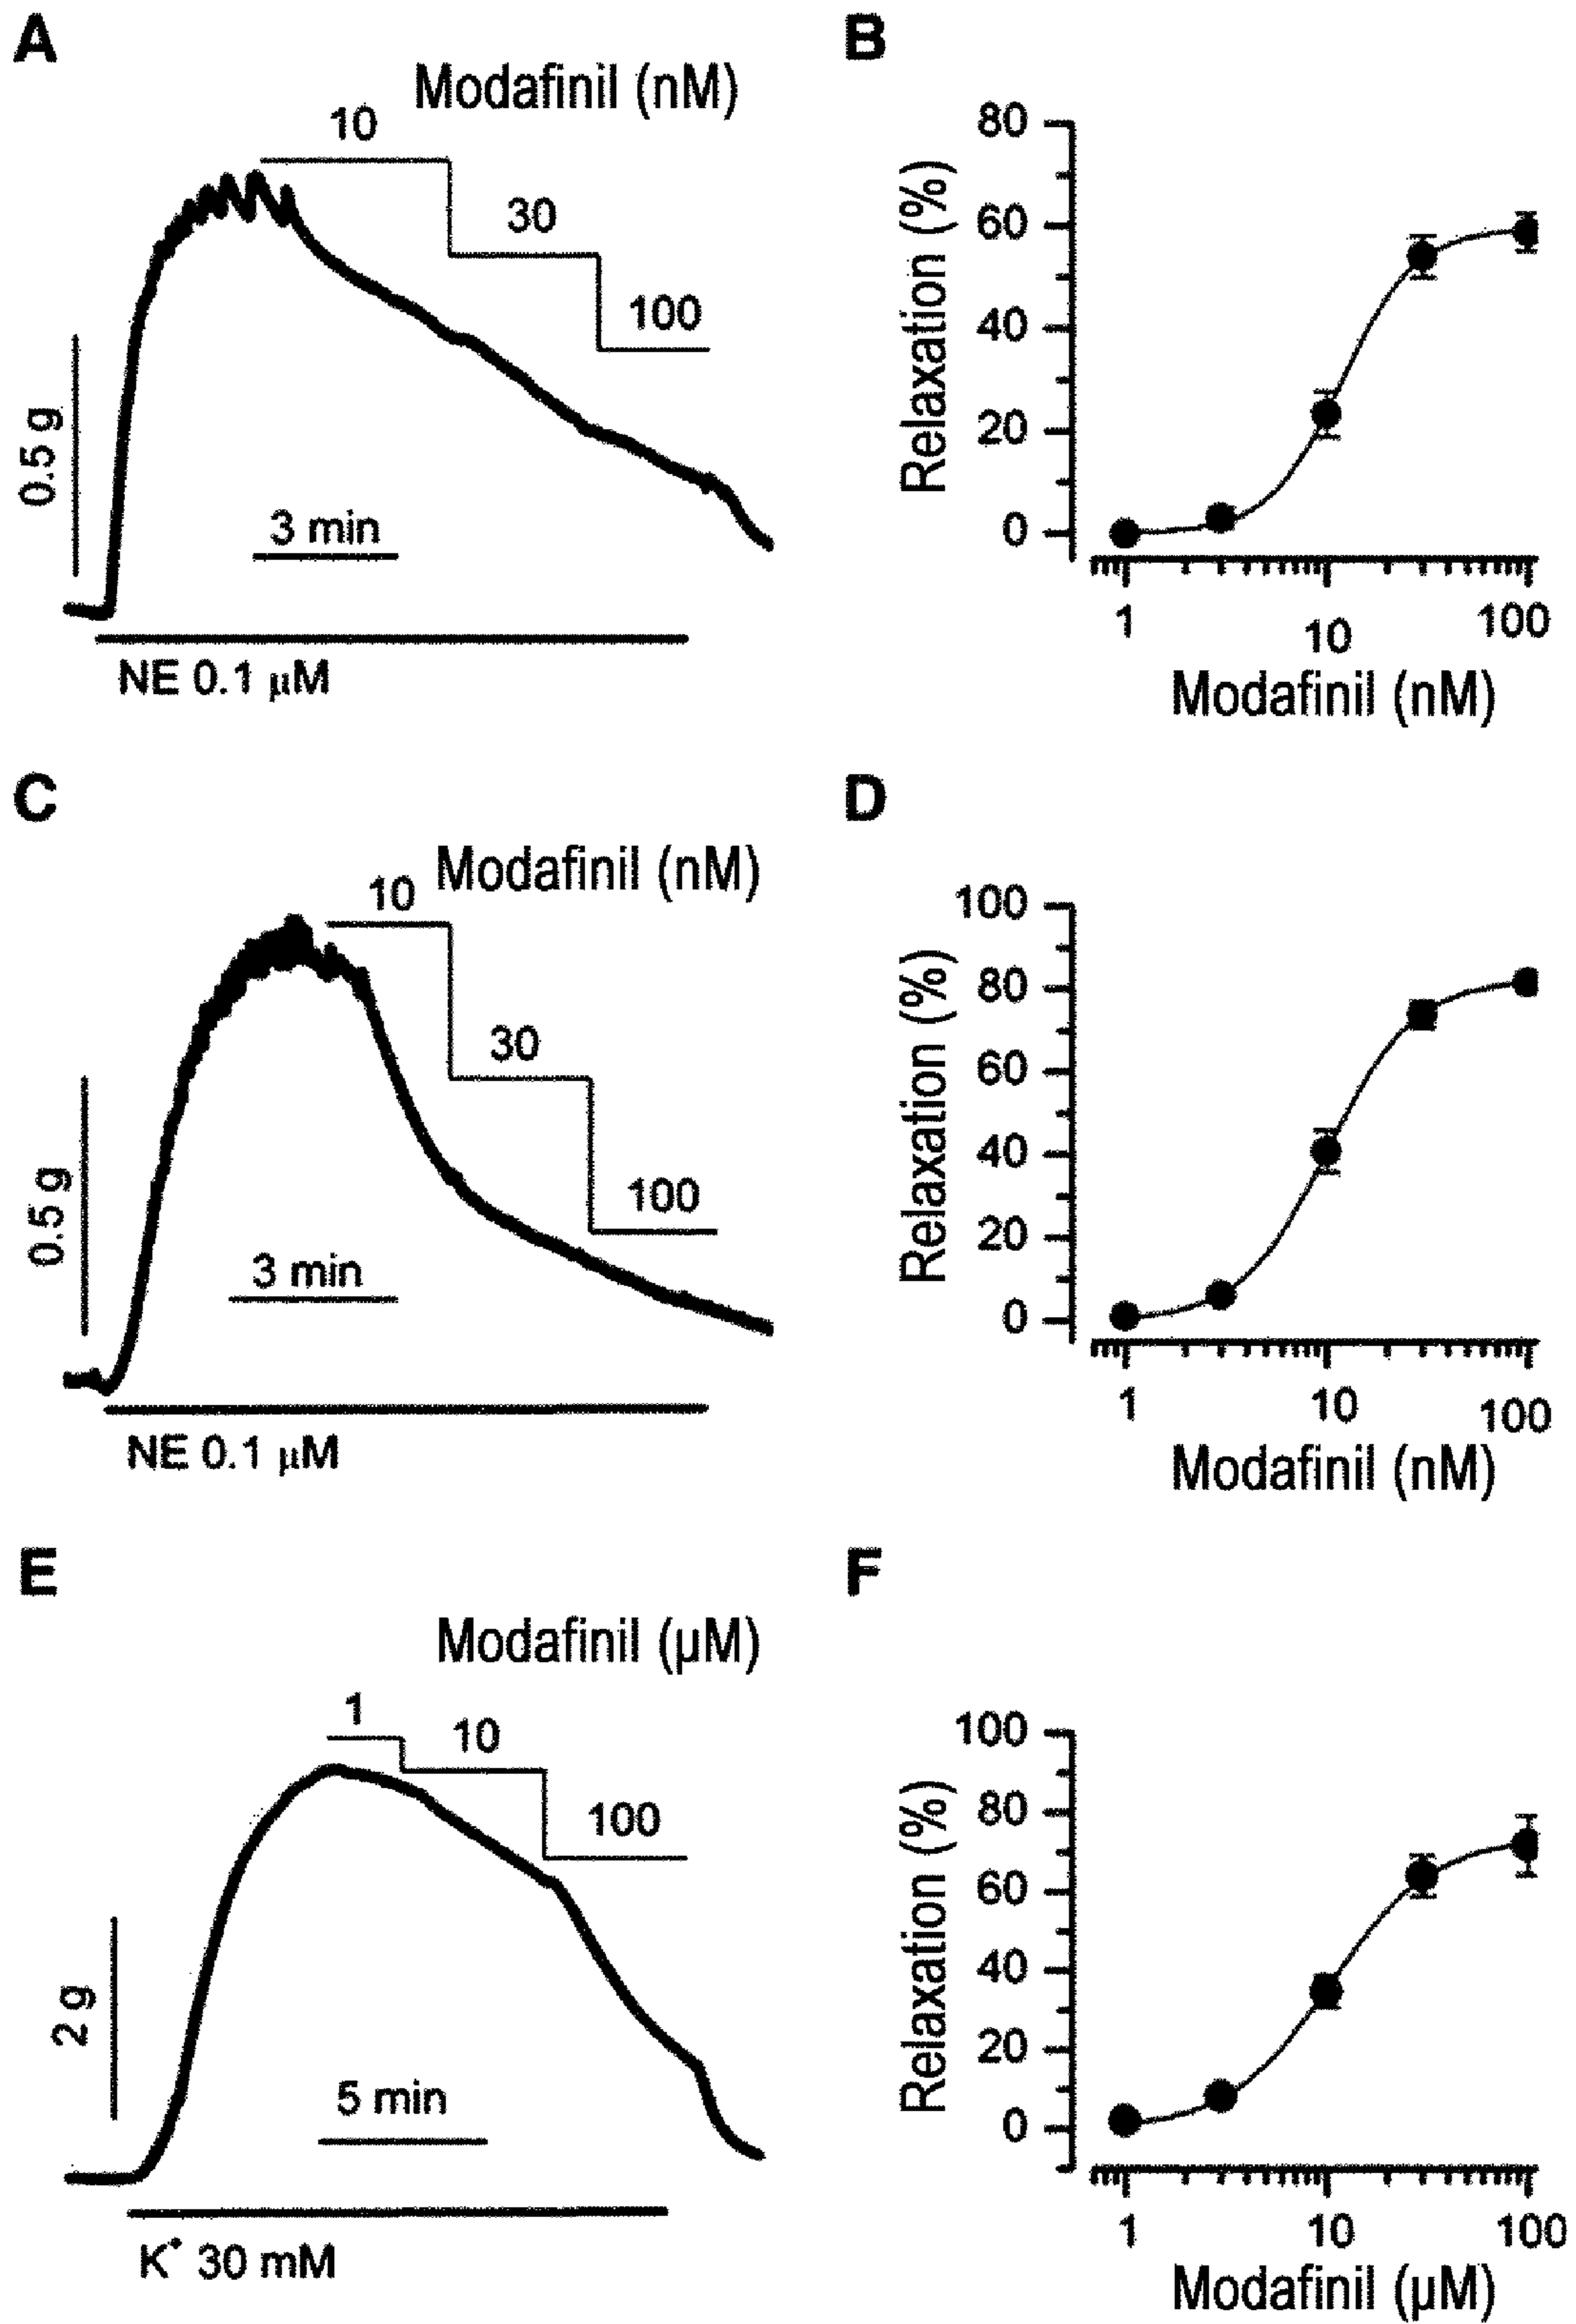 A
Modafinil (nM)
10
30
100
0.5 g
3 min
NE 0.1 μM
B
Relaxation (%)
80
60
40
20
0
1
10
100
Modafinil (nM)
C
Modafinil (nM)
10
30
100
0.5 g
3 min
NE 0.1 μM
D
Relaxation (%)
100
80
60
40
20
0
1
10
100
Modafinil (nM)
E
Modafinil (μM)
1
10
100
2 g
5 min
K⁺ 30 mM
F
Relaxation (%)
100
80
60
40
20
0
1
10
100
Modafinil (μM)